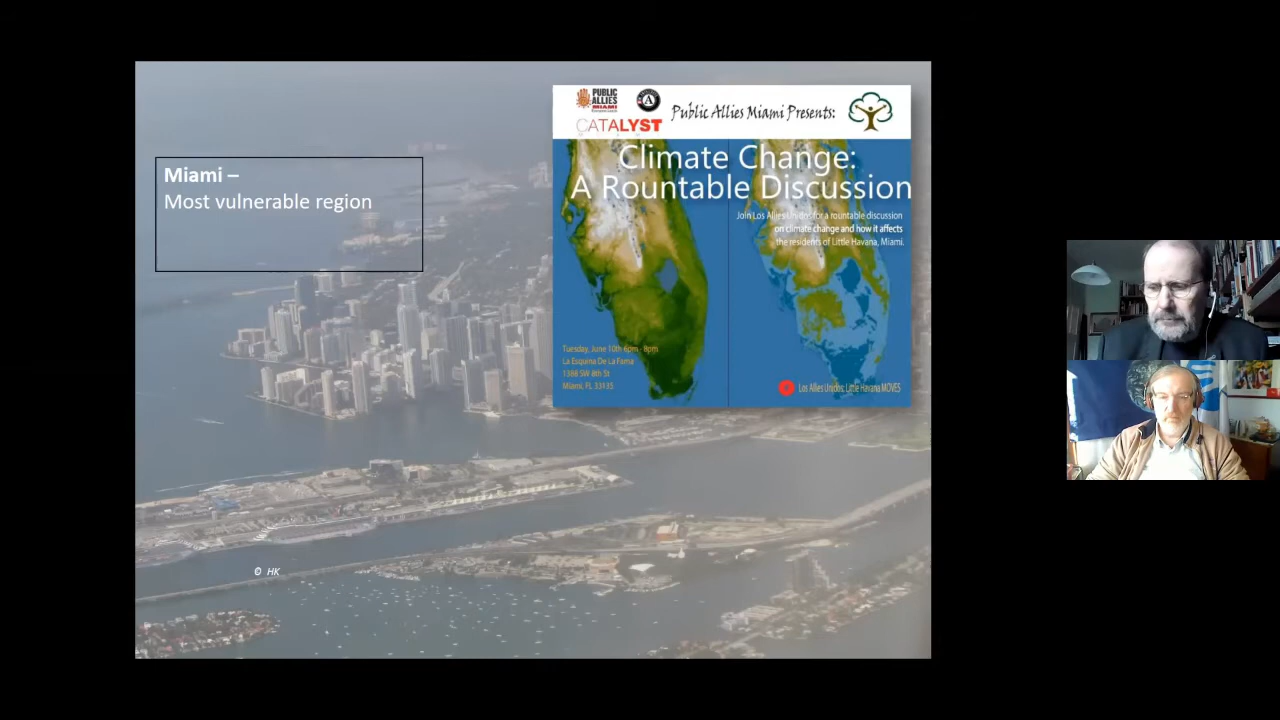 Miami –
Most vulnerable region
PUBLIC
ALLIES
MIAMI
A
CATALYST
Public Allies Miami Presents:
Climate Change:
A Rountable Discussion
Join Los Allies Unidos for a rountable discussion
on climate change and how it affects
the residents of Little Havana, Miami.
Tuesday, June 10th 6pm - 8pm
La Esquina De La Fama
1388 SW 8th St
Miami, FL 33135
Los Allies Unidos: Little Havana MOVES
© HK